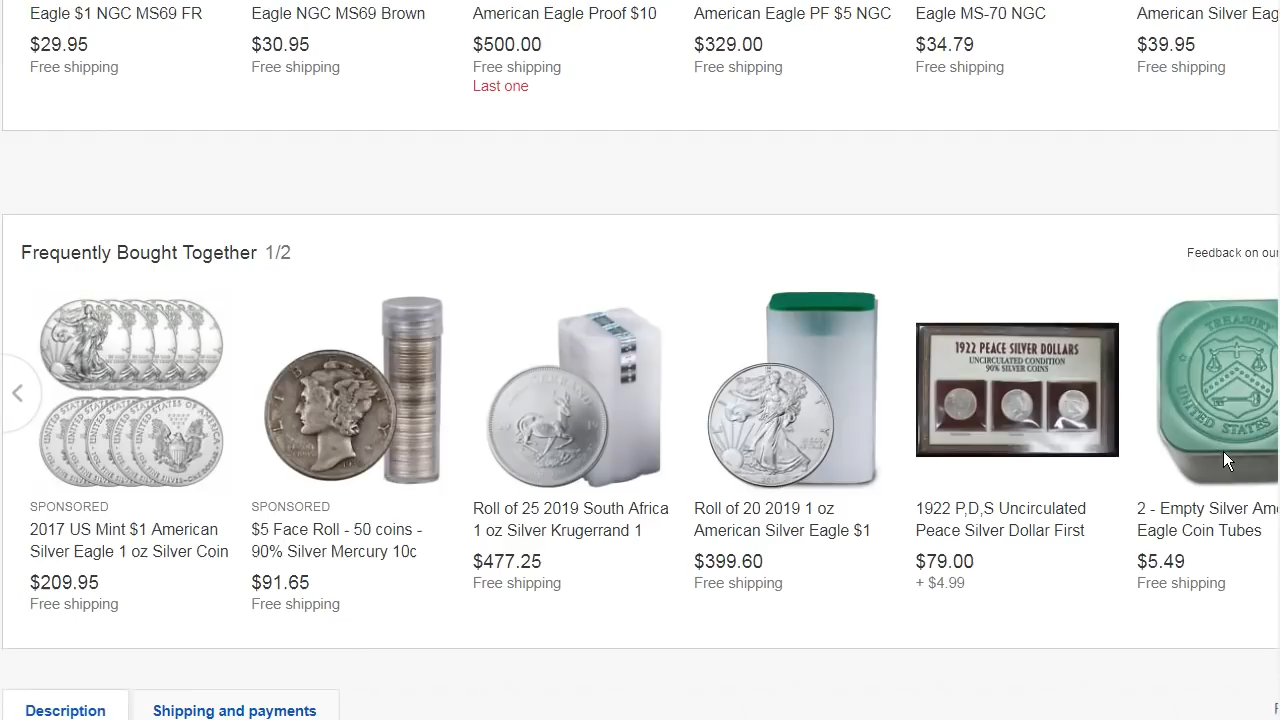 Eagle $1 NGC MS69 FR
Eagle NGC MS69 Brown
American Eagle Proof $10
American Eagle PF $5 NGC
Eagle MS-70 NGC
American Silver Eag
$29.95
$30.95
$500.00
$329.00
$34.79
$39.95
Free shipping
Free shipping
Free shipping
Free shipping
Free shipping
Free shipping
Last one
Frequently Bought Together 1/2
Feedback on our
1922 PEACE SILVER DOLLARS
UNCIRCULATED CONDITION
90% SILVER COINS
TREASURY
UNITED STATES
SPONSORED
2017 US Mint $1 American
Silver Eagle 1 oz Silver Coin
$209.95
Free shipping
SPONSORED
$5 Face Roll - 50 coins -
90% Silver Mercury 10c
$91.65
Free shipping
Roll of 25 2019 South Africa
1 oz Silver Krugerrand 1
$477.25
Free shipping
Roll of 20 2019 1 oz
American Silver Eagle $1
$399.60
Free shipping
1922 P,D,S Uncirculated
Peace Silver Dollar First
$79.00
+ $4.99
2 - Empty Silver Ame
Eagle Coin Tubes
$5.49
Free shipping
Description
Shipping and payments